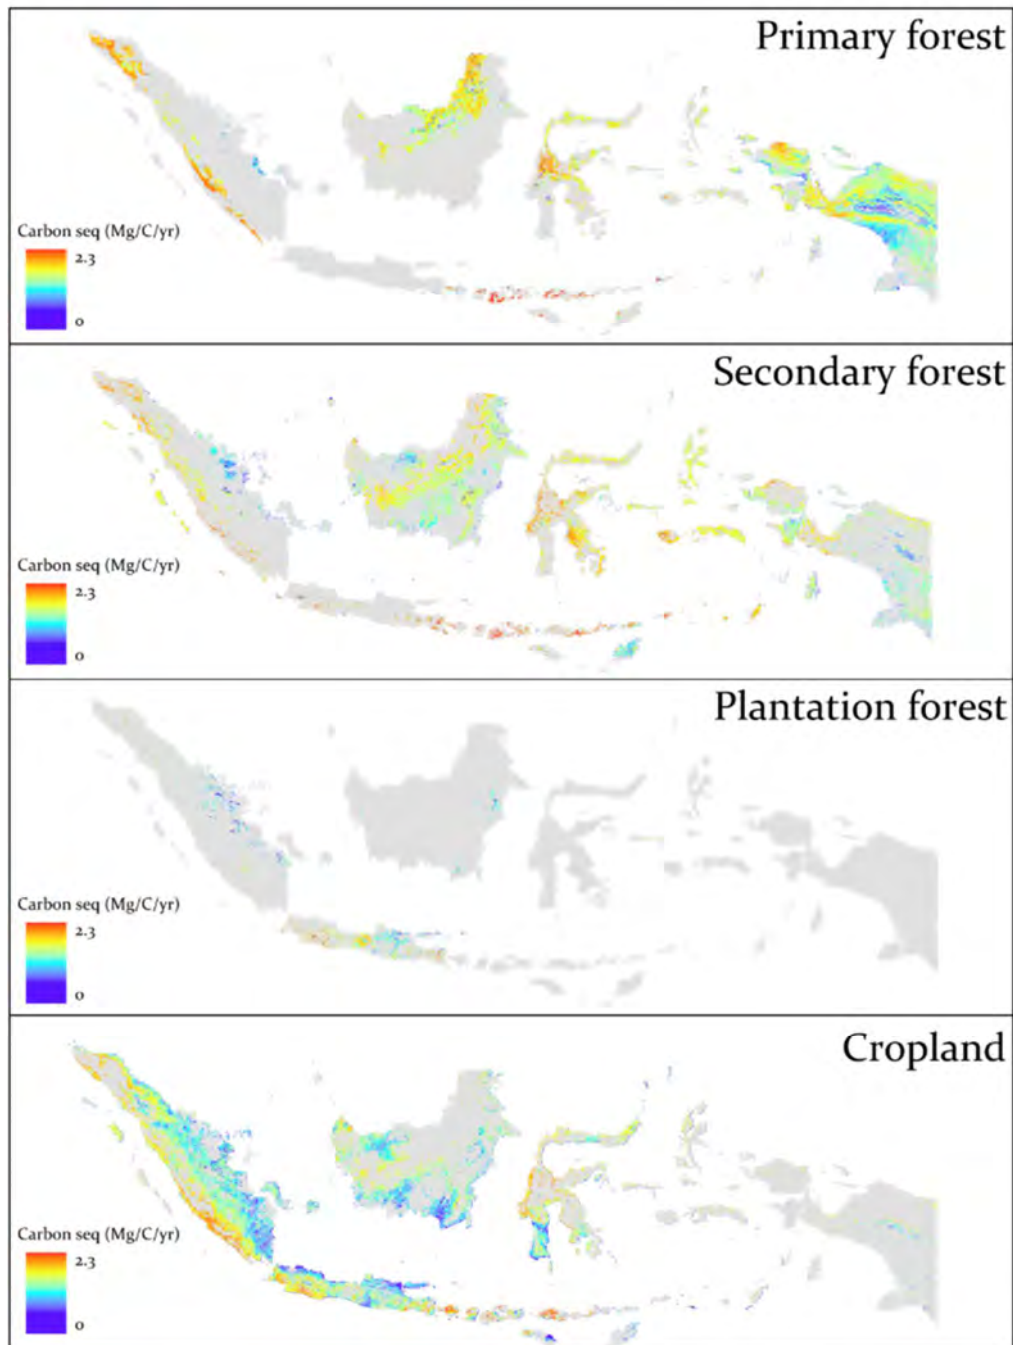 Primary forest
Carbon seq (Mg/C/yr)
2.3
0
Secondary forest
Carbon seq (Mg/C/yr)
2.3
0
Plantation forest
Carbon seq (Mg/C/yr)
2.3
0
Cropland
Carbon seq (Mg/C/yr)
2.3
0